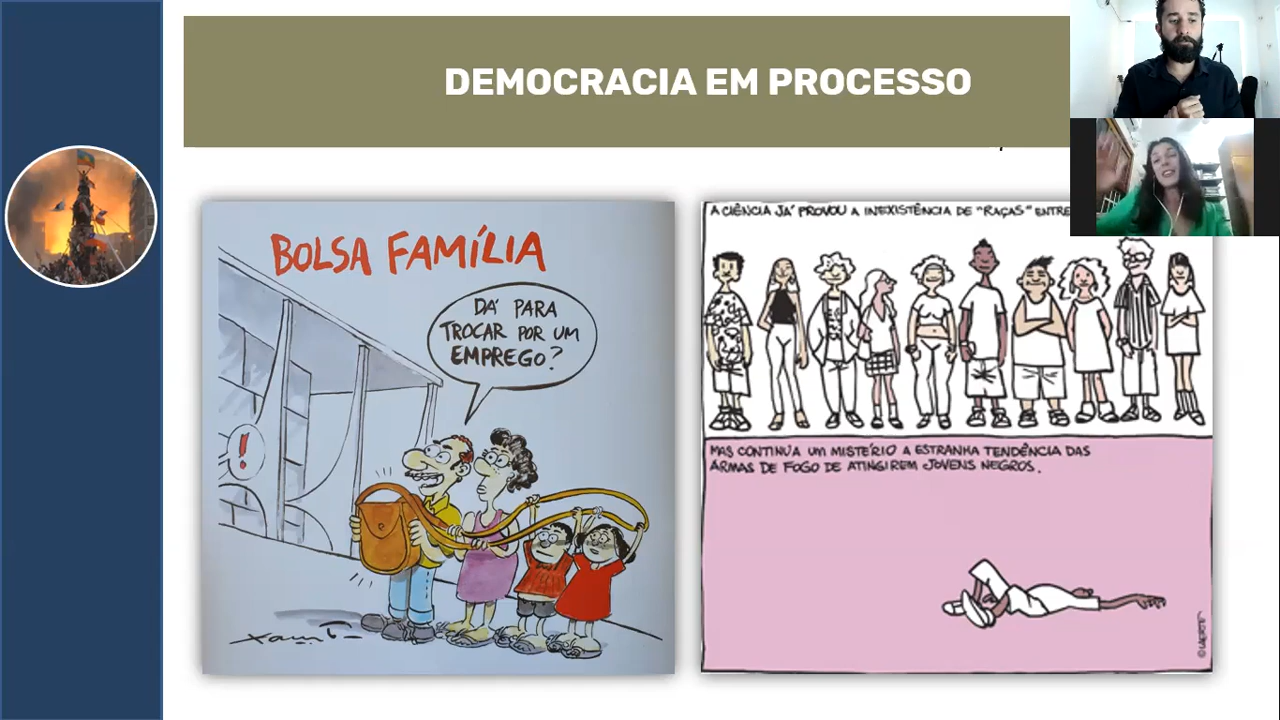 DEMOCRACIA EM PROCESSO
BOLSA FAMÍLIA
DÁ PARA
TROCAR POR UM
EMPREGO?
!
A CIÊNCIA JÁ PROVOU A INEXISTÊNCIA DE "RAÇAS" ENTRE
MAS CONTINUA UM MISTÉRIO A ESTRANHA TENDÊNCIA DAS
ARMAS DE FOGO DE ATINGIREM JOVENS NEGROS.
©LAERTE